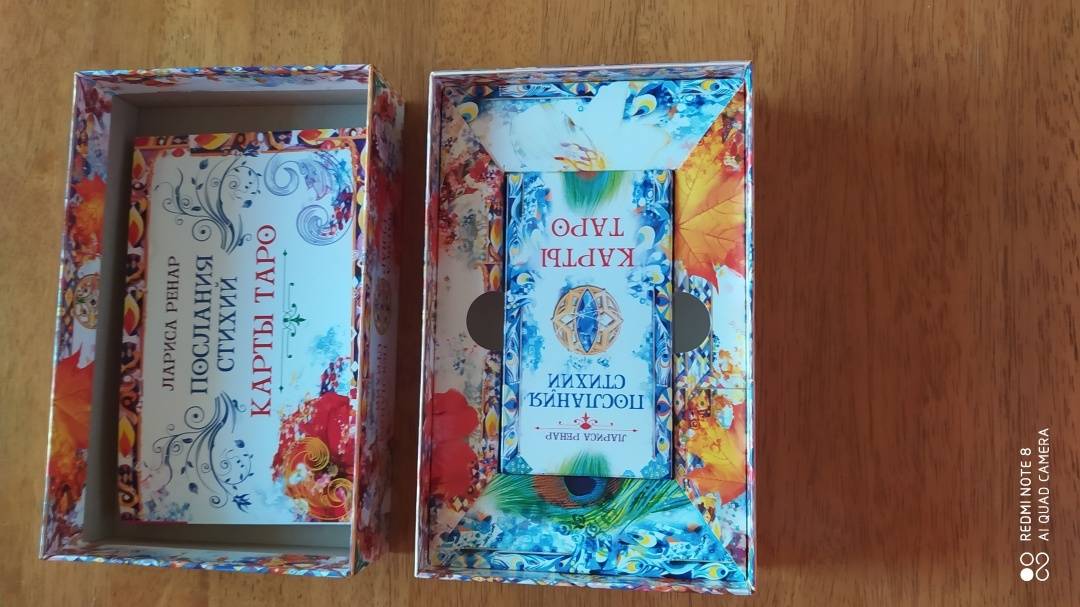 ЛАРИСА РЕНАР
ПОСЛАНИЯ
СТИХИЙ
КАРТЫ ТАРО
ЛАРИСА РЕНАР
ПОСЛАНИЯ
СТИХИЙ
КАРТЫ
ТАРО
REDMI NOTE 8
AI QUAD CAMERA